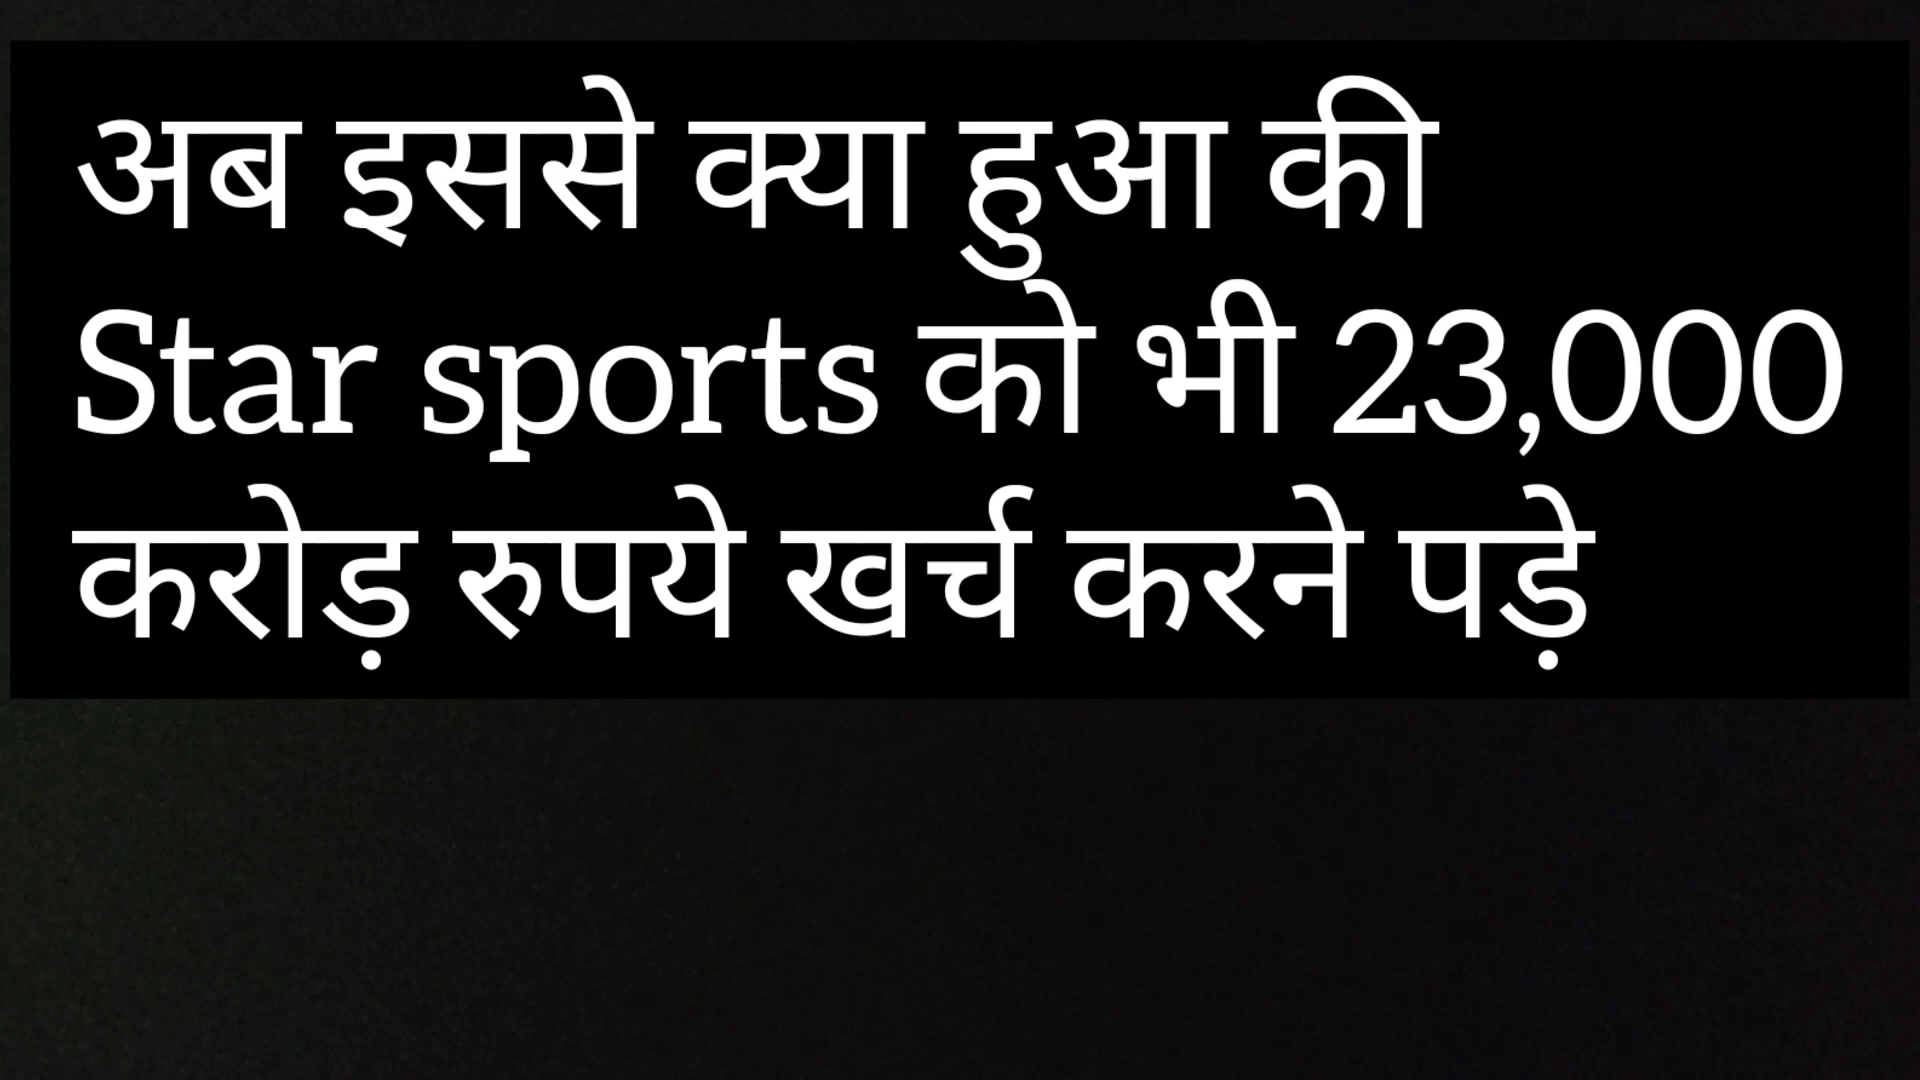 अब इससे क्या हुआ की
Star sports को भी 23,000
करोड़ रुपये खर्च करने पड़े